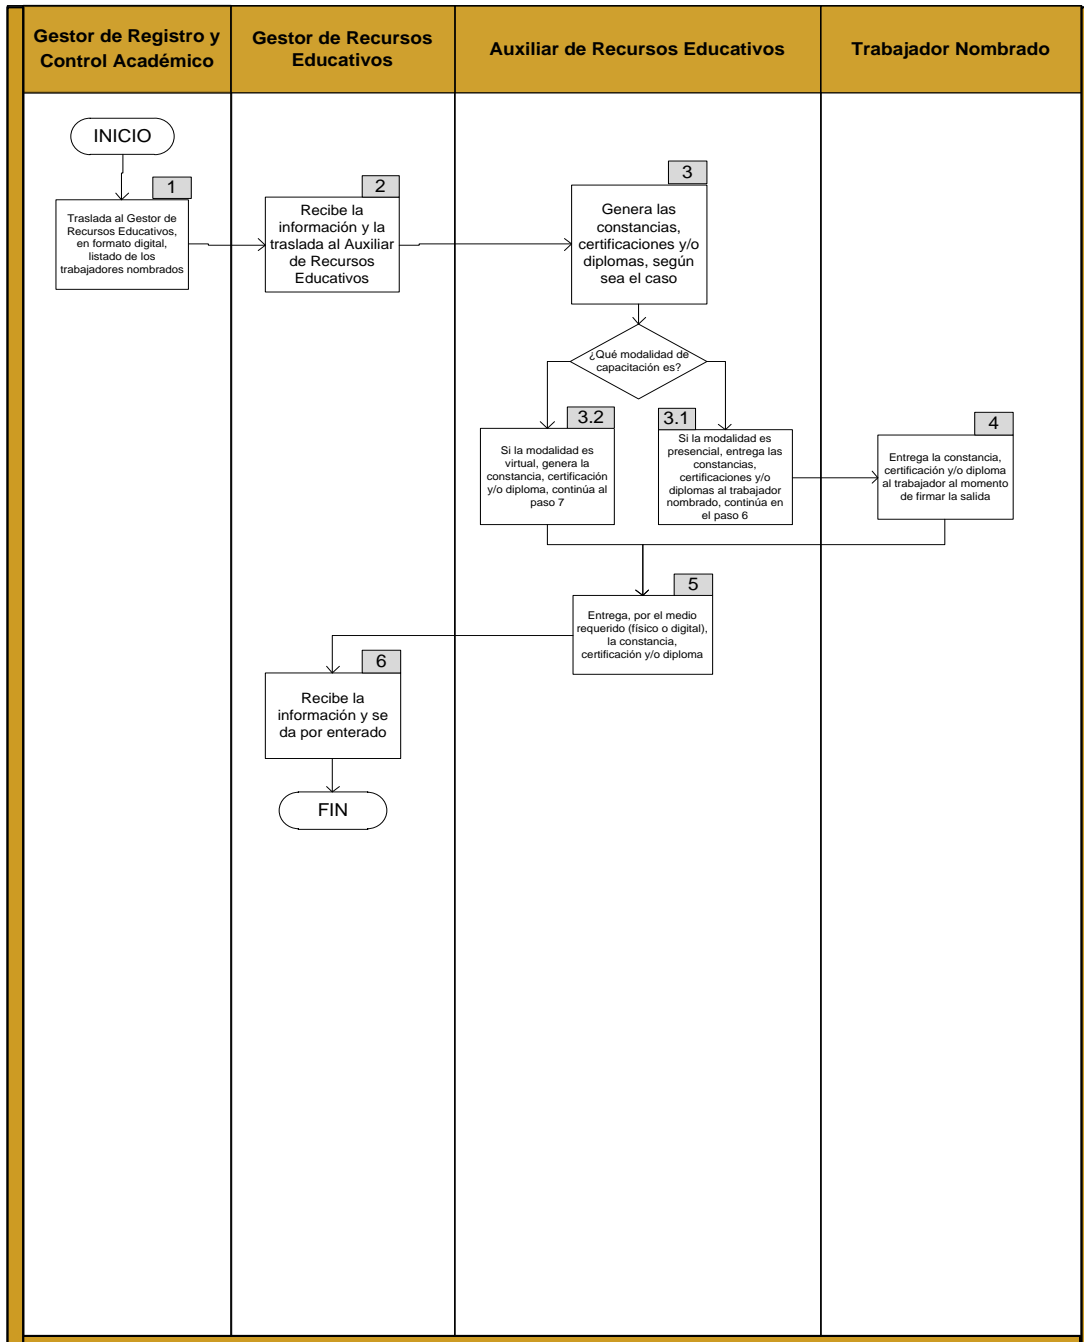 Gestor de Registro y
Control Académico
Gestor de Recursos
Educativos
Auxiliar de Recursos Educativos
Trabajador Nombrado
INICIO
1
Traslada al Gestor de
Recursos Educativos,
en formato digital,
listado de los
trabajadores nombrados
2
Recibe la
información y la
traslada al Auxiliar
de Recursos
Educativos
3
Genera las
constancias,
certificaciones y/o
diplomas, según
sea el caso
¿Qué modalidad de
capacitación es?
3.2
Si la modalidad es
virtual, genera la
constancia, certificación
y/o diploma, continúa al
paso 7
3.1
Si la modalidad es
presencial, entrega las
constancias,
certificaciones y/o
diplomas al trabajador
nombrado, continúa en
el paso 6
4
Entrega la constancia,
certificación y/o diploma
al trabajador al momento
de firmar la salida
5
Entrega, por el medio
requerido (físico o digital),
la constancia,
certificación y/o diploma
6
Recibe la
información y se
da por enterado
FIN